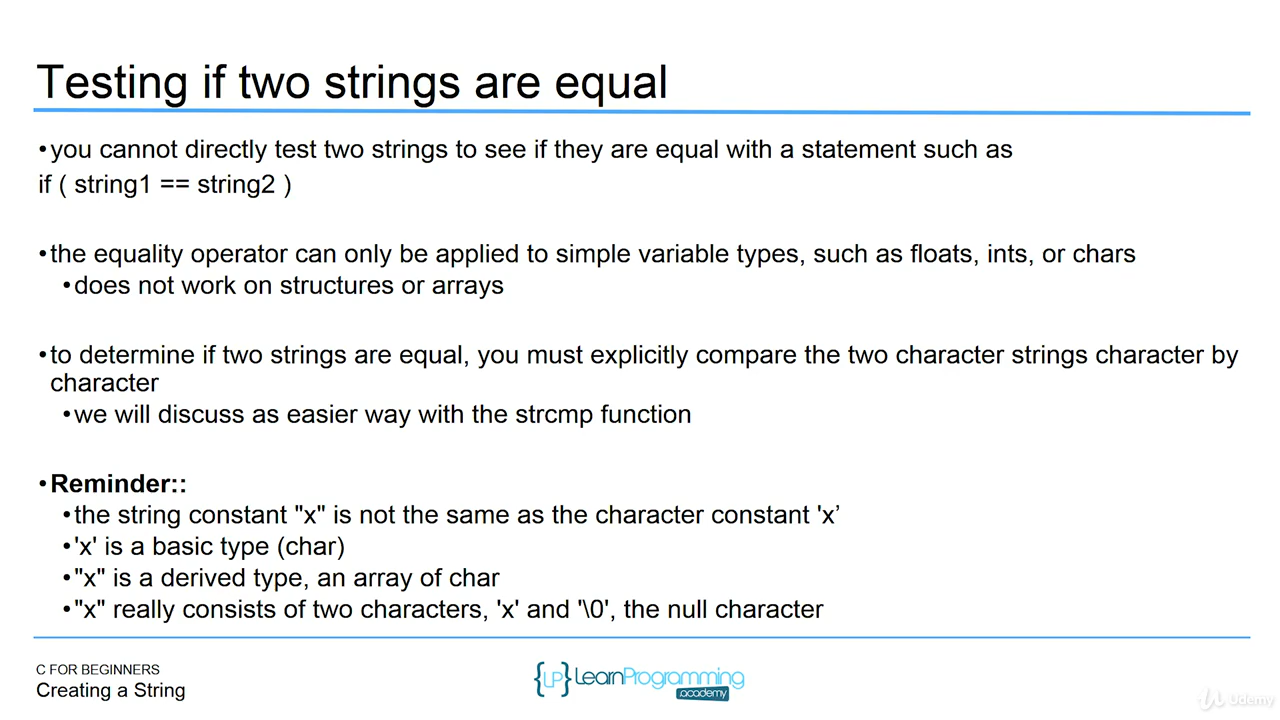 Testing if two strings are equal
•you cannot directly test two strings to see if they are equal with a statement such as
if ( string1 == string2 )
•the equality operator can only be applied to simple variable types, such as floats, ints, or chars
•does not work on structures or arrays
•to determine if two strings are equal, you must explicitly compare the two character strings character by
character
•we will discuss as easier way with the strcmp function
•Reminder::
•the string constant "x" is not the same as the character constant 'x’
•'x' is a basic type (char)
•"x" is a derived type, an array of char
•"x" really consists of two characters, 'x' and '\0', the null character
C FOR BEGINNERS
Creating a String
{LP} LearnProgramming
.academy
Udemy